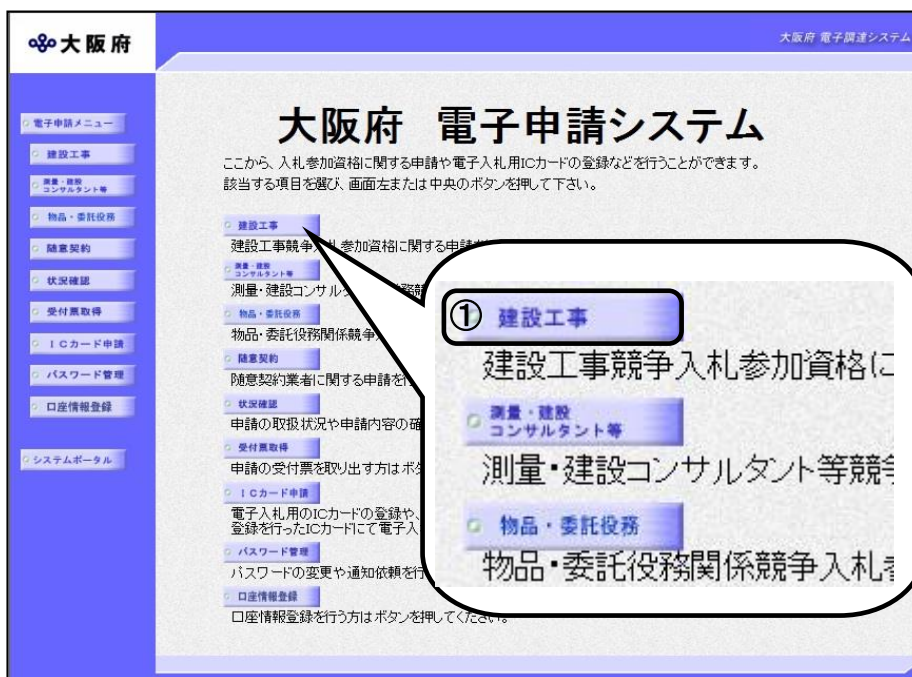 大阪府
大阪府 電子調達システム
電子申請メニュー
建設工事
測量・建設
コンサルタント等
物品・委託役務
随意契約
状況確認
受付票取得
ICカード申請
パスワード管理
口座情報登録
システムポータル
大阪府 電子申請システム
ここから、入札参加資格に関する申請や電子入札用ICカードの登録などを行うことができます。
該当する項目を選び、画面左または中央のボタンを押して下さい。
建設工事
建設工事競争入札参加資格に関する申請
測量・建設
コンサルタント等
測量・建設コンサル
物品・委託役務
物品・委託役務関係競争
随意契約
随意契約業者に関する申請を行
状況確認
申請の取扱状況や申請内容の確
受付票取得
申請の受付票を取り出す方はボタ
ICカード申請
電子入札用のICカードの登録や、
登録を行ったICカードにて電子入
パスワード管理
パスワードの変更や通知依頼を行
口座情報登録
口座情報登録を行う方はボタンを押してください。
① 建設工事
建設工事競争入札参加資格に
測量・建設
コンサルタント等
測量・建設コンサルタント等競争
物品・委託役務
物品・委託役務関係競争入札参